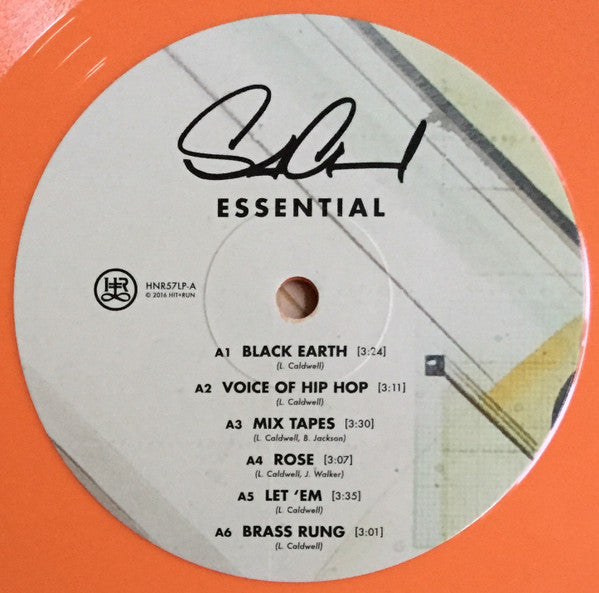 ESSENTIAL
HNR57LP-A
© 2016 HIT+RUN
A1 BLACK EARTH [3:24]
(L. Caldwell)
A2 VOICE OF HIP HOP [3:11]
(L. Caldwell)
A3 MIX TAPES [3:30]
(L. Caldwell, B. Jackson)
A4 ROSE [3:07]
(L. Caldwell, J. Walker)
A5 LET ‘EM [3:35]
(L. Caldwell)
A6 BRASS RUNG [3:01]
(L. Caldwell)